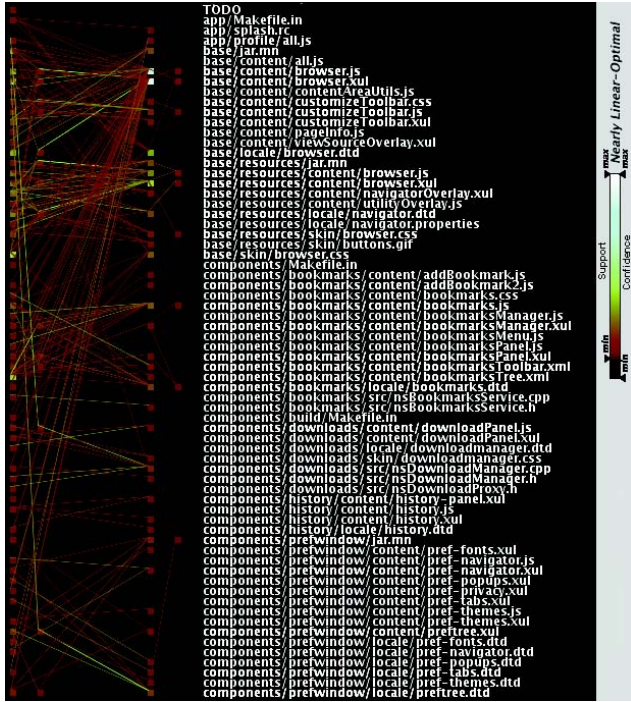 TODO
app/Makefile.in
app/splash.rc
app/profile/all.js
base/jar.mn
base/content/all.js
base/content/browser.js
base/content/browser.xul
base/content/contentAreaUtils.js
base/content/customizeToolbar.css
base/content/customizeToolbar.js
base/content/customizeToolbar.xul
base/content/pageInfo.js
base/content/viewSourceOverlay.xul
base/locale/browser.dtd
base/resources/jar.mn
base/resources/content/browser.js
base/resources/content/browser.xul
base/resources/content/navigatorOverlay.xul
base/resources/content/utilityOverlay.js
base/resources/locale/navigator.dtd
base/resources/locale/navigator.properties
base/resources/skin/browser.css
base/resources/skin/buttons.gif
base/skin/browser.css
components/Makefile.in
components/bookmarks/content/addBookmark.js
components/bookmarks/content/addBookmark2.js
components/bookmarks/content/bookmarks.css
components/bookmarks/content/bookmarks.js
components/bookmarks/content/bookmarksManager.js
components/bookmarks/content/bookmarksManager.xul
components/bookmarks/content/bookmarksMenu.js
components/bookmarks/content/bookmarksPanel.js
components/bookmarks/content/bookmarksPanel.xul
components/bookmarks/content/bookmarksToolbar.xml
components/bookmarks/content/bookmarksTree.xml
components/bookmarks/locale/bookmarks.dtd
components/bookmarks/src/nsBookmarksService.cpp
components/bookmarks/src/nsBookmarksService.h
components/build/Makefile.in
components/downloads/content/downloadPanel.js
components/downloads/content/downloadPanel.xul
components/downloads/locale/downloadmanager.dtd
components/downloads/skin/downloadmanager.css
components/downloads/src/nsDownloadManager.cpp
components/downloads/src/nsDownloadManager.h
components/downloads/src/nsDownloadProxy.h
components/history/content/history-panel.xul
components/history/content/history.js
components/history/content/history.xul
components/history/locale/history.dtd
components/prefwindow/jar.mn
components/prefwindow/content/pref-fonts.xul
components/prefwindow/content/pref-navigator.js
components/prefwindow/content/pref-navigator.xul
components/prefwindow/content/pref-popups.xul
components/prefwindow/content/pref-privacy.xul
components/prefwindow/content/pref-tabs.xul
components/prefwindow/content/pref-themes.js
components/prefwindow/content/pref-themes.xul
components/prefwindow/content/preftree.xul
components/prefwindow/locale/pref-fonts.dtd
components/prefwindow/locale/pref-navigator.dtd
components/prefwindow/locale/pref-popups.dtd
components/prefwindow/locale/pref-tabs.dtd
components/prefwindow/locale/pref-themes.dtd
components/prefwindow/locale/preftree.dtd
Nearly Linear-Optimal
max
max
Support
Confidence
min
min